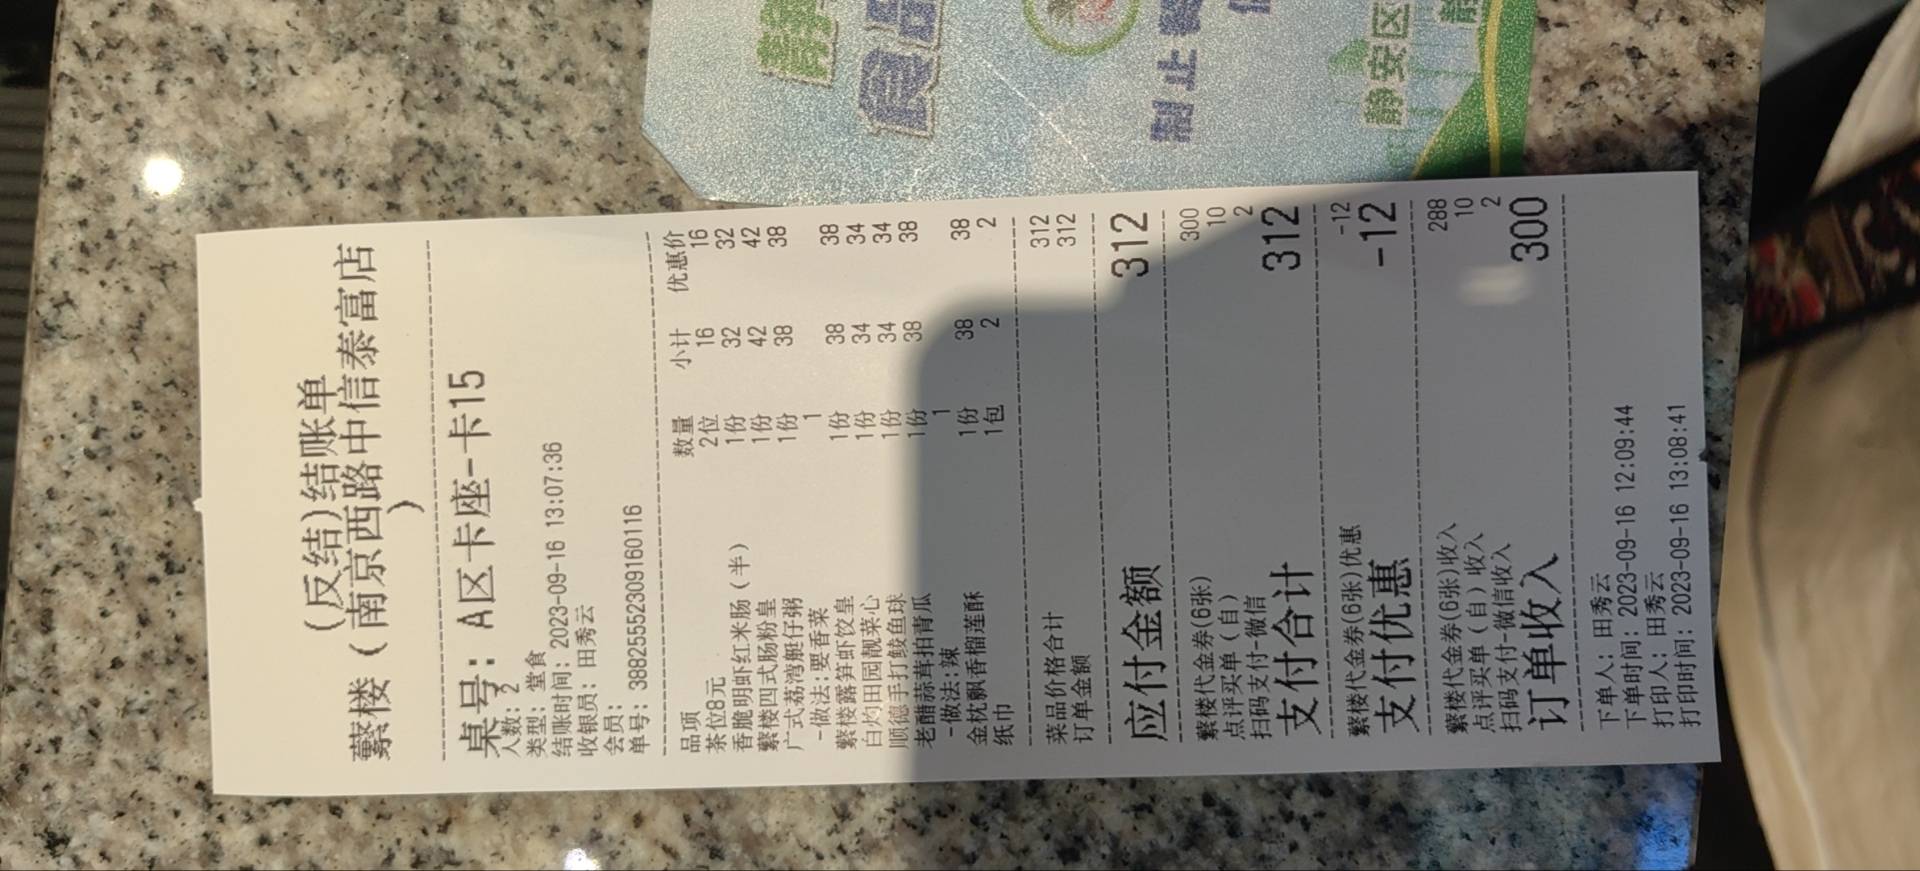 (反结)结账单
蘩楼（南京西路中信泰富店
）
桌号：A区卡座-卡15
人数：2
类型：堂食
结账时间：2023-09-16 13:07:36
收银员：田秀云
会员：
单号：3882555230916​0116
品项 数量 小计 优惠价
茶位8元 2位 16 16
香脆明虾红米肠（半） 1份 32 32
蘩楼四式肠粉皇 1份 42 42
广式荔湾艇仔粥 1份 38 38
-做法:要香菜 1
蘩楼露笋虾饺皇 1份 38 38
白灼田园靓菜心 1份 34 34
顺德手打鲮鱼球 1份 34 34
老醋蒜茸拍青瓜 1份 38 38
-做法:辣 1
金枕飘香榴莲酥 1份 38 38
纸巾 1包 2 2
菜品价格合计 312
订单金额 312
应付金额 312
蘩楼代金券(6张) 300
点评买单（自） 10
扫码支付-微信 2
支付合计 312
蘩楼代金券(6张)优惠 -12
支付优惠 -12
蘩楼代金券(6张)收入 288
点评买单（自）收入 10
扫码支付-微信收入 2
订单收入 300
下单人：田秀云
下单时间：2023-09-16 12:09:44
打印人：田秀云
打印时间：2023-09-16 13:08:41
食品
制止
静安区